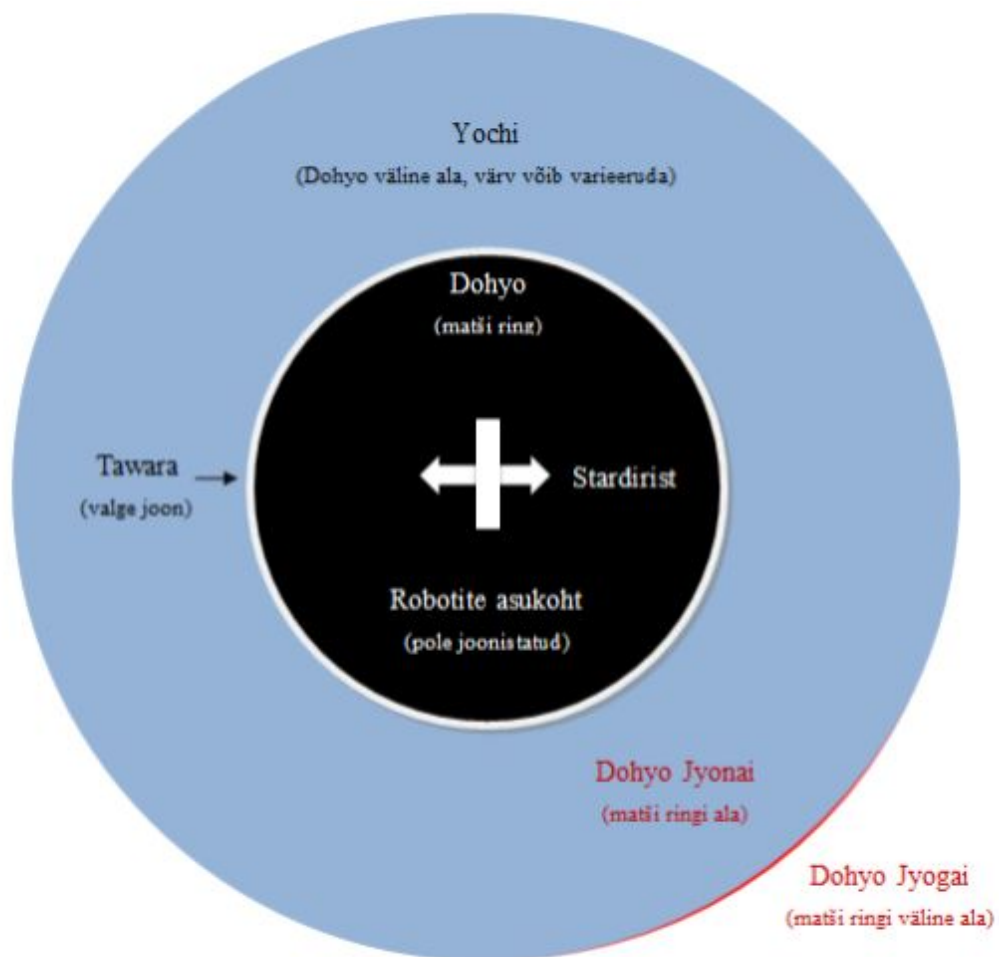 Yochi
(Dohyo väline ala, värv võib varieeruda)
Dohyo
(matši ring)
Tawara
(valge joon)
Stardirist
Robotite asukoht
(pole joonistatud)
Dohyo Jyonai
(matši ringi ala)
Dohyo Jyogai
(matši ringi väline ala)